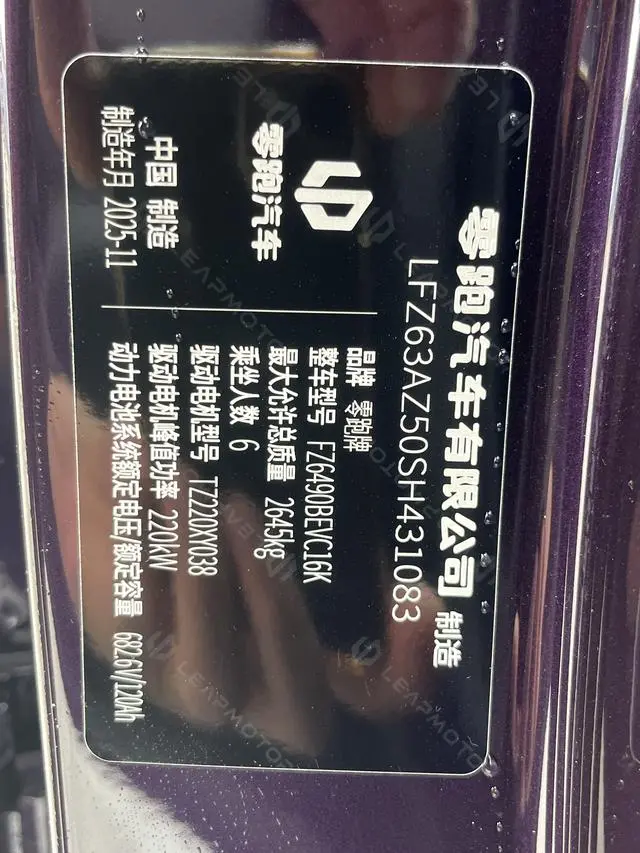 零跑汽车有限公司 制造
LFZ63AZ50SH431083
品牌 零跑牌
整车型号 FZ6490BEVC16K
最大允许总质量 2645kg
乘坐人数 6
驱动电机型号 TZ220XY038
驱动电机峰值功率 220kW
动力电池系统额定电压/额定容量 682.6V/120Ah
零跑汽车
中国 制造
制造年月 2025-11
LEAPMOTOR
LEAPMOTOR